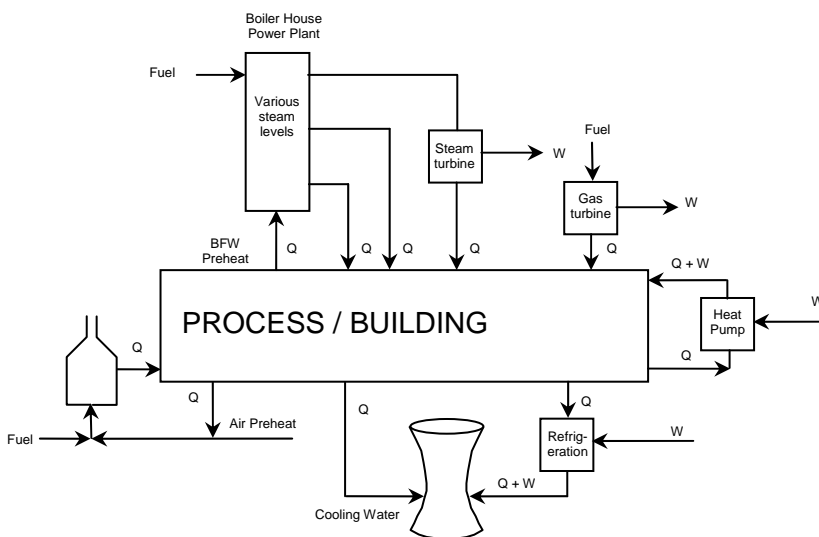 Boiler House
Power Plant
Fuel
Various
steam
levels
Fuel
Steam
turbine
W
Gas
turbine
W
BFW
Preheat
Q
Q
Q
Q
Q
Q + W
PROCESS / BUILDING
Heat
Pump
W
Q
Q
Q
Q
Q
Air Preheat
Fuel
Refrig-
eration
W
Q + W
Cooling Water